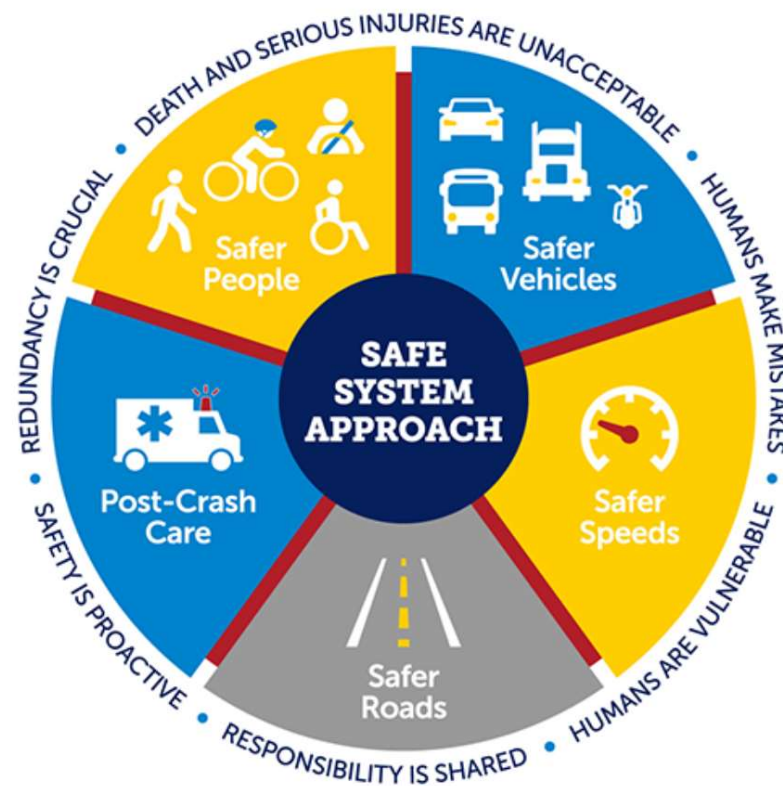 DEATH AND SERIOUS INJURIES ARE UNACCEPTABLE
HUMANS MAKE MISTAKES
HUMANS ARE VULNERABLE
RESPONSIBILITY IS SHARED
SAFETY IS PROACTIVE
REDUNDANCY IS CRUCIAL
Safer
People
Safer
Vehicles
SAFE
SYSTEM
APPROACH
Post-Crash
Care
Safer
Speeds
Safer
Roads